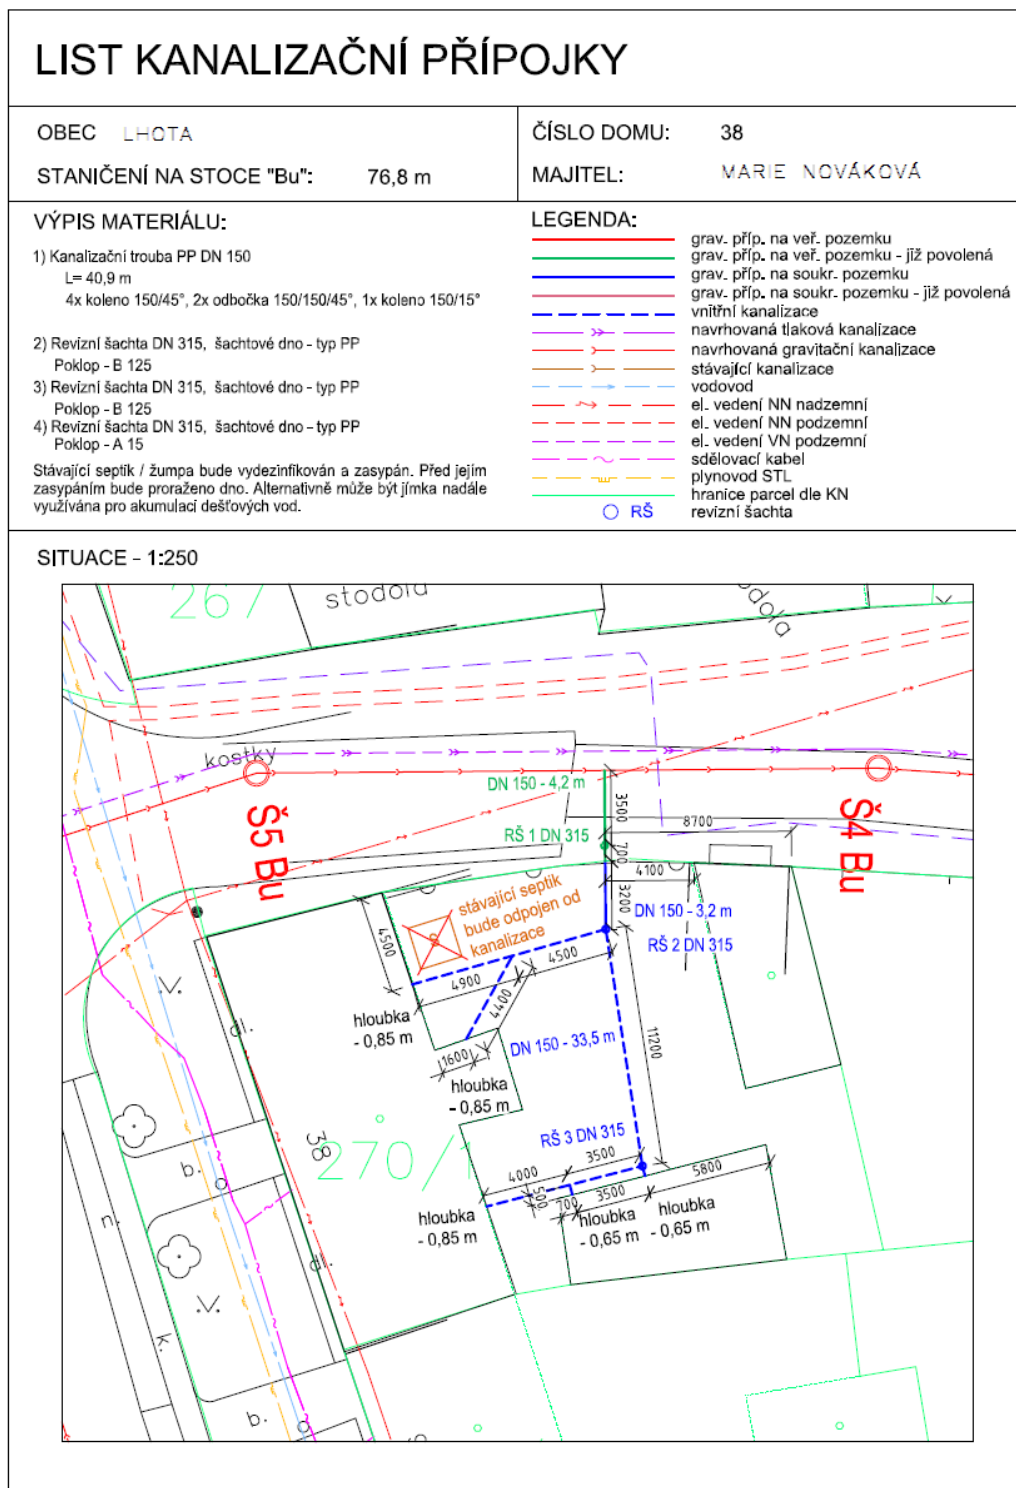 LIST KANALIZAČNÍ PŘÍPOJKY
OBEC LHOTA
STANIČENÍ NA STOCE "Bu": 76,8 m
ČÍSLO DOMU: 38
MAJITEL: MARIE NOVÁKOVÁ
VÝPIS MATERIÁLU:
1) Kanalizační trouba PP DN 150
L= 40,9 m
4x koleno 150/45°, 2x odbočka 150/150/45°, 1x koleno 150/15°
2) Revizní šachta DN 315, šachtové dno - typ PP
Poklop - B 125
3) Revizní šachta DN 315, šachtové dno - typ PP
Poklop - B 125
4) Revizní šachta DN 315, šachtové dno - typ PP
Poklop - A 15
Stávající septik / žumpa bude vydezinfikován a zasypán. Před jejím
zasypáním bude proraženo dno. Alternativně může být jímka nadále
využívána pro akumulaci dešťových vod.
LEGENDA:
grav. příp. na veř. pozemku
grav. příp. na veř. pozemku - již povolená
grav. příp. na soukr. pozemku
grav. příp. na soukr. pozemku - již povolená
vnitřní kanalizace
navrhovaná tlaková kanalizace
navrhovaná gravitační kanalizace
stávající kanalizace
vodovod
el. vedení NN nadzemní
el. vedení NN podzemní
el. vedení VN podzemní
sdělovací kabel
plynovod STL
hranice parcel dle KN
RŠ revizní šachta
SITUACE - 1:250
267
stodola
kostky
Š5 Bu
DN 150 - 4,2 m
3500
Š4 Bu
RŠ 1 DN 315
700
8700
4100
3200
stávající septik
bude odpojen od
kanalizace
DN 150 - 3,2 m
RŠ 2 DN 315
4500
4500
4900
4400
hloubka
- 0,85 m
1600
DN 150 - 33,5 m
11200
hloubka
- 0,85 m
dl.
38
270/1
RŠ 3 DN 315
3500
4000
5800
500
700
3500
hloubka
- 0,85 m
hloubka
- 0,65 m
hloubka
- 0,65 m
.V.
b.
n.
dl.
.V.
k.
b.